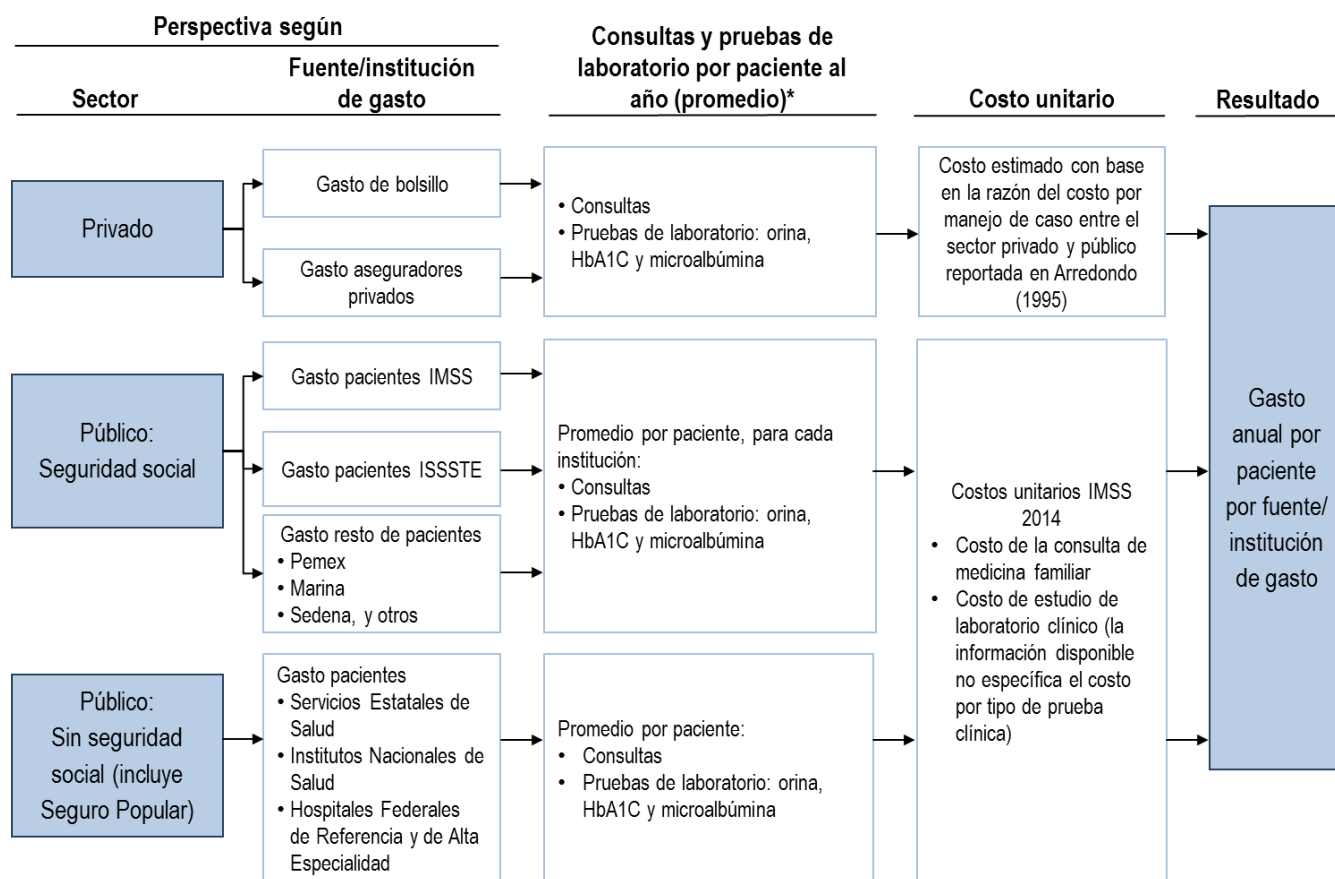 Perspectiva según
Sector
Fuente/institución
de gasto
Consultas y pruebas de
laboratorio por paciente al
año (promedio)*
Costo unitario
Resultado
Privado
Gasto de bolsillo
Gasto aseguradores
privados
• Consultas
• Pruebas de laboratorio: orina,
HbA1C y microalbúmina
Costo estimado con base
en la razón del costo por
manejo de caso entre el
sector privado y público
reportada en Arredondo
(1995)
Público:
Seguridad social
Gasto pacientes IMSS
Gasto pacientes ISSSTE
Gasto resto de pacientes
• Pemex
• Marina
• Sedena, y otros
Promedio por paciente, para cada
institución:
• Consultas
• Pruebas de laboratorio: orina,
HbA1C y microalbúmina
Costos unitarios IMSS
2014
• Costo de la consulta de
medicina familiar
• Costo de estudio de
laboratorio clínico (la
información disponible
no específica el costo
por tipo de prueba
clínica)
Gasto
anual por
paciente
por fuente/
institución
de gasto
Público:
Sin seguridad
social (incluye
Seguro Popular)
Gasto pacientes
• Servicios Estatales de
Salud
• Institutos Nacionales de
Salud
• Hospitales Federales
de Referencia y de Alta
Especialidad
Promedio por paciente:
• Consultas
• Pruebas de laboratorio: orina,
HbA1C y microalbúmina